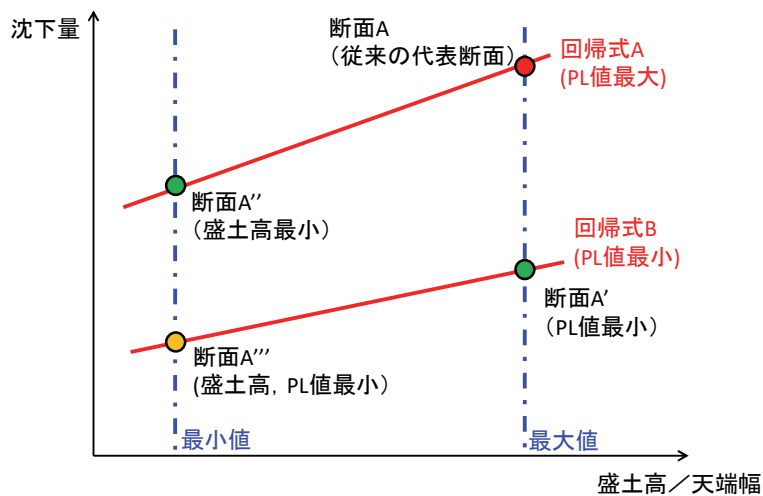 沈下量
断面A
（従来の代表断面）
回帰式A
(PL値最大)
断面A''
（盛土高最小）
回帰式B
(PL値最小)
断面A'
（PL値最小）
断面A'''
(盛土高，PL値最小）
最小値
最大値
盛土高／天端幅